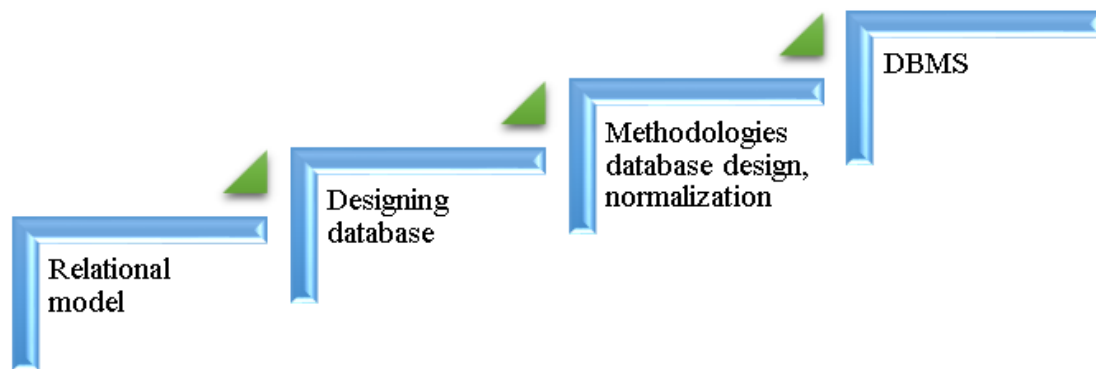 Relational
model
Designing
database
Methodologies
database design,
normalization
DBMS